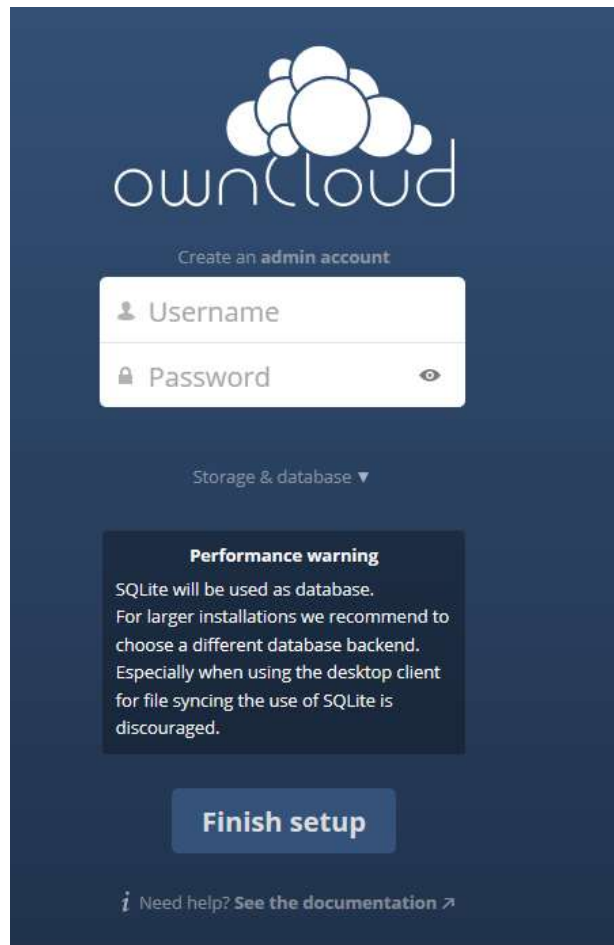 ownCloud
Create an admin account
Username
Password
Storage & database ▼
Performance warning
SQLite will be used as database.
For larger installations we recommend to
choose a different database backend.
Especially when using the desktop client
for file syncing the use of SQLite is
discouraged.
Finish setup
i Need help? See the documentation ↗